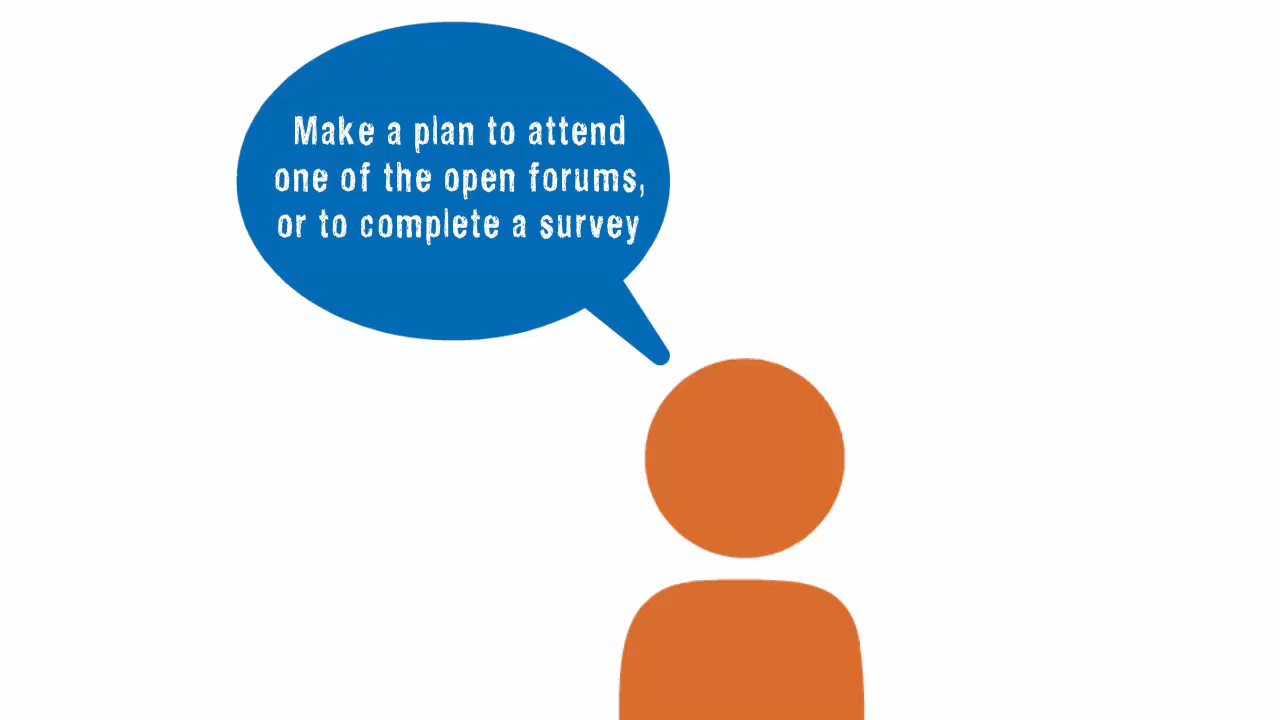 Make a plan to attend
one of the open forums,
or to complete a survey